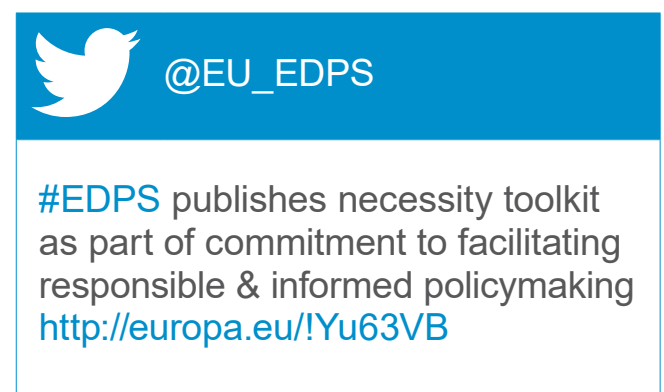 @EU_EDPS
#EDPS publishes necessity toolkit
as part of commitment to facilitating
responsible & informed policymaking
http://europa.eu/!Yu63VB